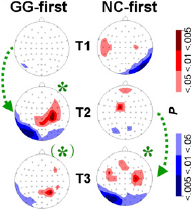 GG-first NC-first
T1
T2
T3
*
(*)
*
<.05 <.01 <.005
P
<.005 <.01 <.05